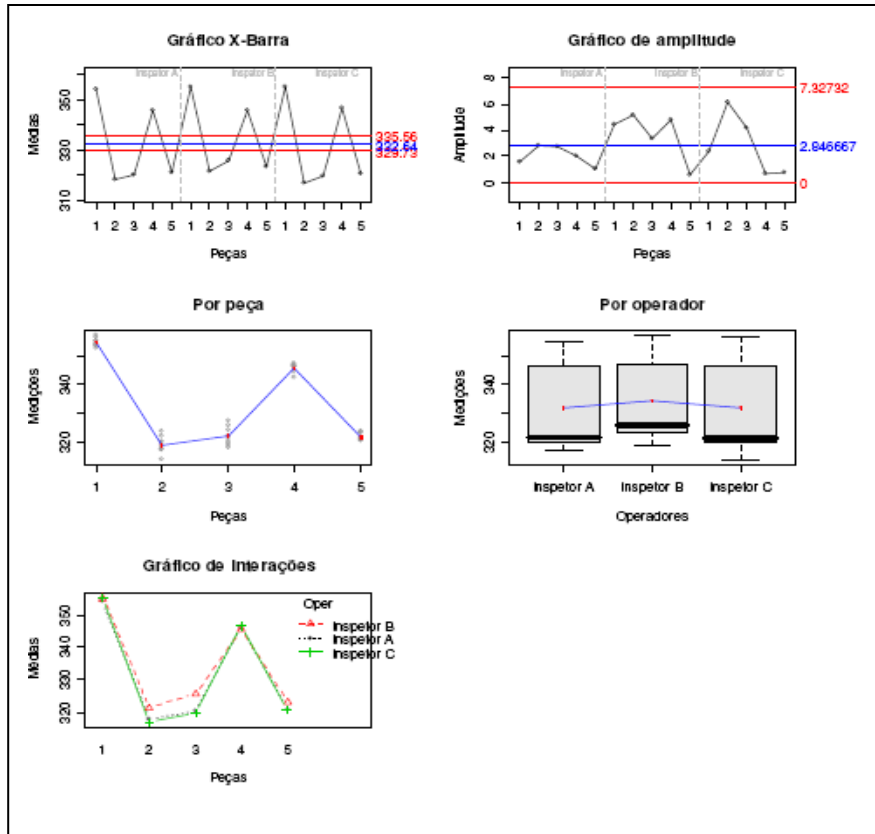 Gráfico X-Barra
Inspetor A
Inspetor B
Inspetor C
Médias
350
330
310
335.56
332.64
329.73
1 2 3 4 5 1 2 3 4 5 1 2 3 4 5
Peças
Gráfico de amplitude
Inspetor A
Inspetor B
Inspetor C
Amplitude
8
6
4
2
0
7.32732
2.846667
0
1 2 3 4 5 1 2 3 4 5 1 2 3 4 5
Peças
Por peça
Medições
340
320
1 2 3 4 5
Peças
Por operador
Medições
340
320
Inspetor A Inspetor B Inspetor C
Operadores
Gráfico de Interações
Médias
350
340
330
320
Oper
Inspetor B
Inspetor A
Inspetor C
1 2 3 4 5
Peças